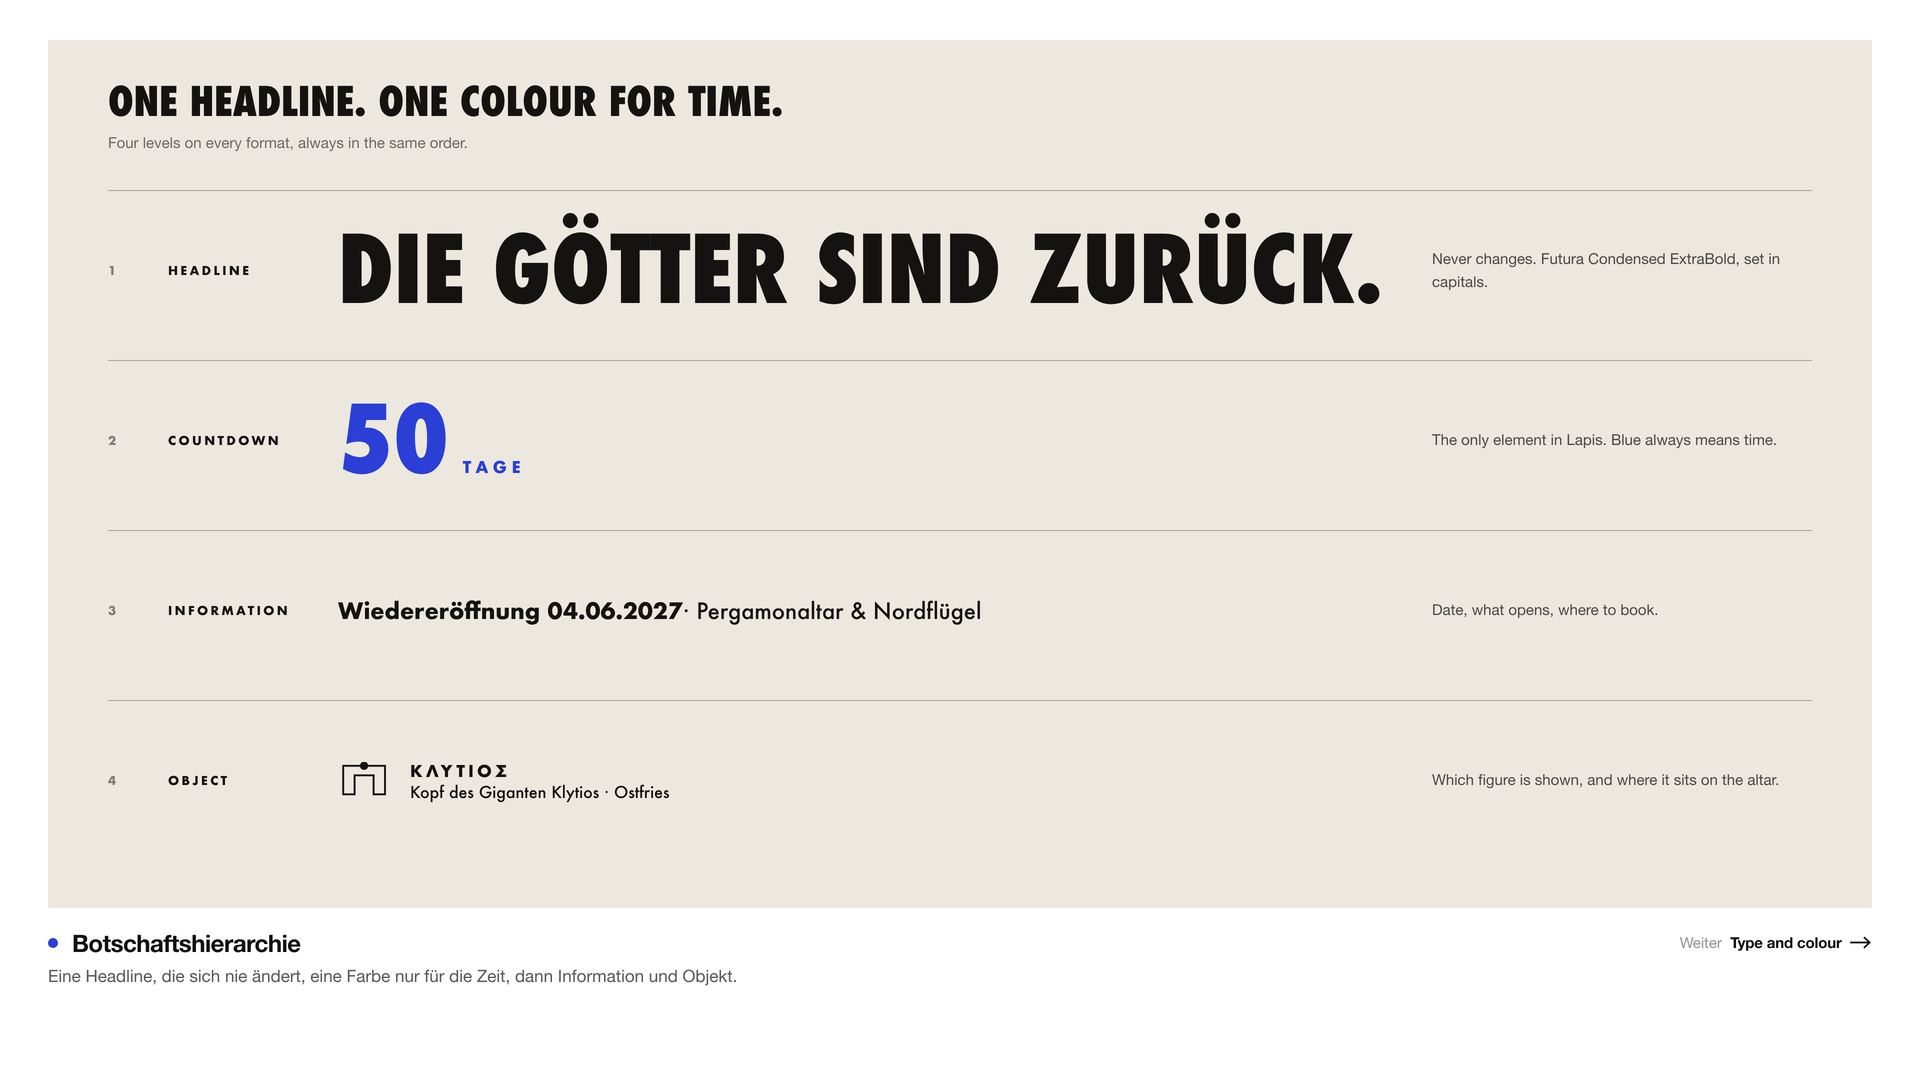 ONE HEADLINE. ONE COLOUR FOR TIME.
Four levels on every format, always in the same order.
1 HEADLINE DIE GÖTTER SIND ZURÜCK. Never changes. Futura Condensed ExtraBold, set in
capitals.
2 COUNTDOWN 50 TAGE The only element in Lapis. Blue always means time.
3 INFORMATION Wiedereröffnung 04.06.2027· Pergamonaltar & Nordflügel Date, what opens, where to book.
4 OBJECT ΚΛΥΤΙΟΣ
Kopf des Giganten Klytios · Ostfries
Which figure is shown, and where it sits on the altar.
Botschaftshierarchie
Eine Headline, die sich nie ändert, eine Farbe nur für die Zeit, dann Information und Objekt.
Weiter Type and colour →